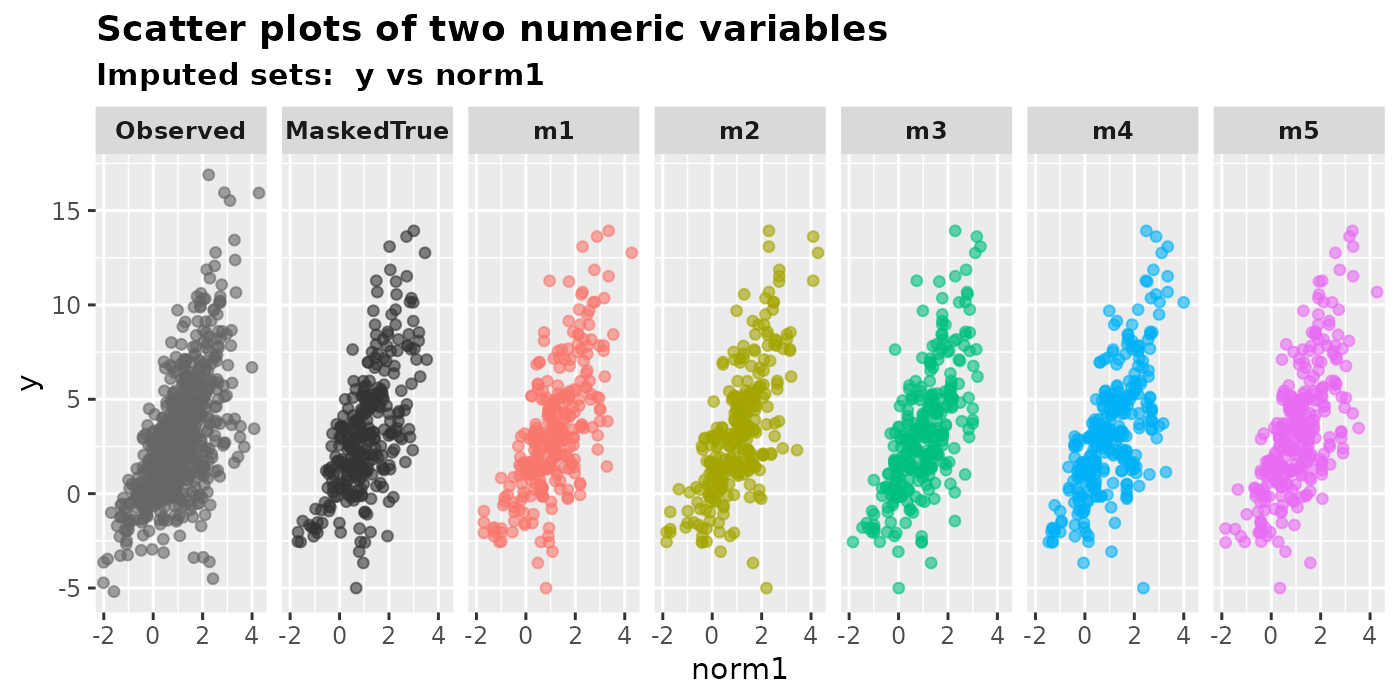 Scatter plots of two numeric variables
Imputed sets:  y vs norm1
Observed MaskedTrue m1 m2 m3 m4 m5
15
10
5
0
-5
y
-2 0 2 4 -2 0 2 4 -2 0 2 4 -2 0 2 4 -2 0 2 4 -2 0 2 4 -2 0 2 4
norm1